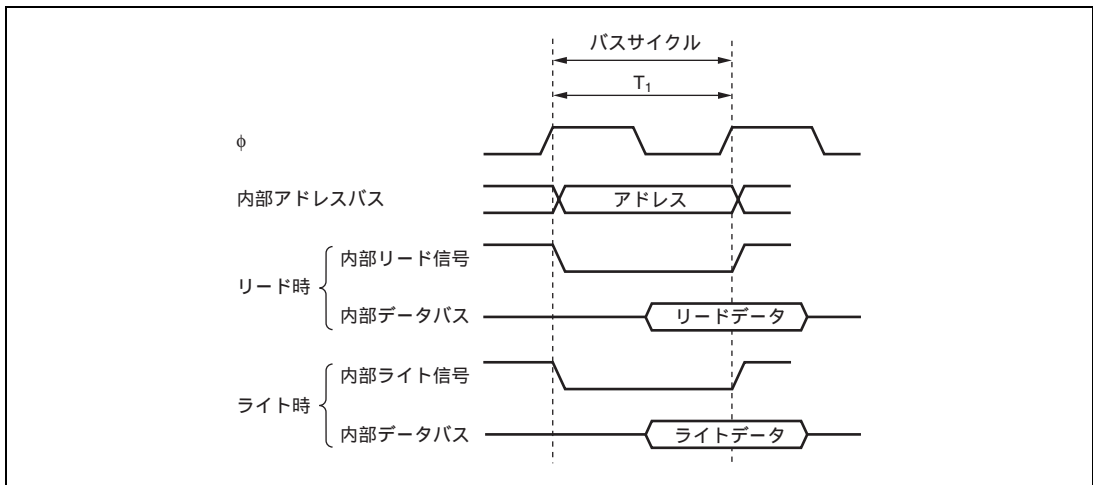 バスサイクル
T₁
φ
内部アドレスバス
アドレス
リード時
内部リード信号
内部データバス
リードデータ
ライト時
内部ライト信号
内部データバス
ライトデータ